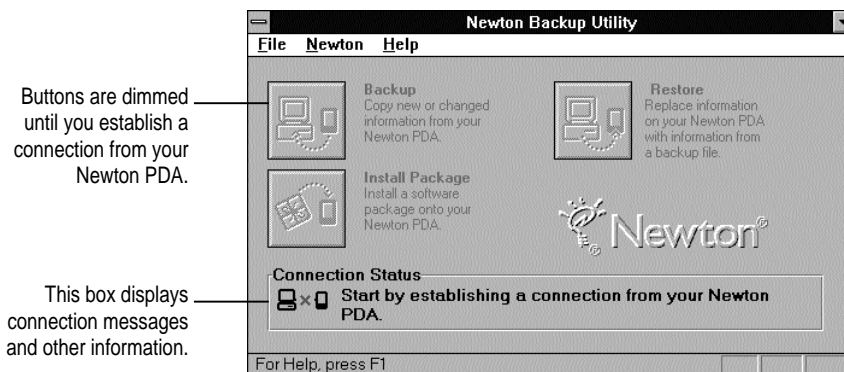 Newton Backup Utility
File Newton Help
Buttons are dimmed
until you establish a
connection from your
Newton PDA.
Backup
Copy new or changed
information from your
Newton PDA.
Restore
Replace information
on your Newton PDA
with information from
a backup file.
Install Package
Install a software
package onto your
Newton PDA.
Newton®
This box displays
connection messages
and other information.
Connection Status
Start by establishing a connection from your Newton
PDA.
For Help, press F1